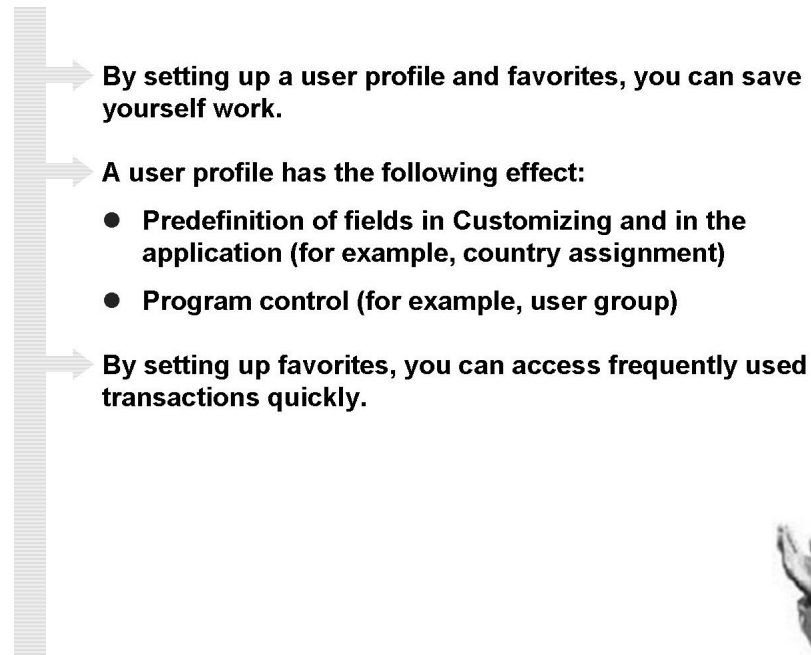 By setting up a user profile and favorites, you can save
yourself work.
A user profile has the following effect:
● Predefinition of fields in Customizing and in the
application (for example, country assignment)
● Program control (for example, user group)
By setting up favorites, you can access frequently used
transactions quickly.